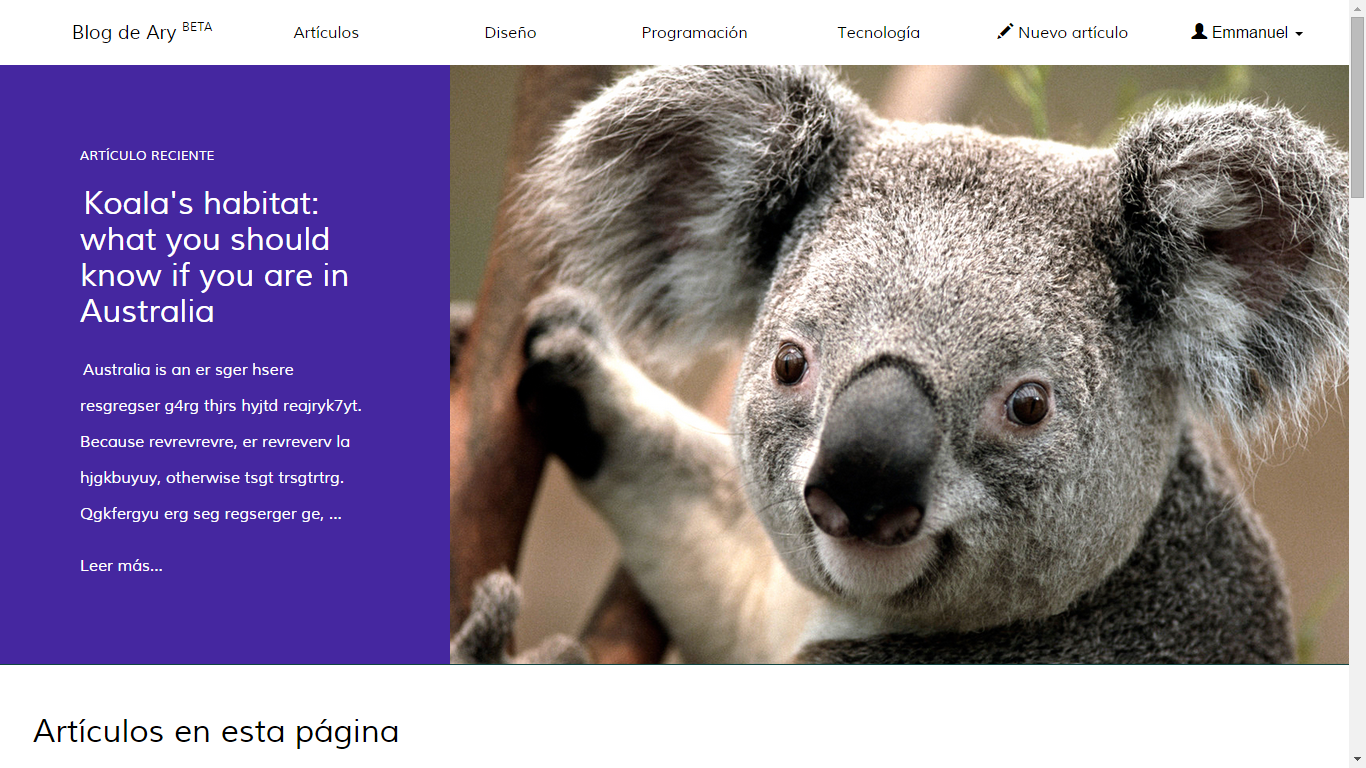 Blog de Ary BETA Artículos Diseño Programación Tecnología Nuevo artículo Emmanuel
ARTÍCULO RECIENTE
Koala's habitat:
what you should
know if you are in
Australia
Australia is an er sger hsere
resgregser g4rg thjrs hyjtd reajryk7yt.
Because revrevrevre, er revreverv la
hjgkbuyuy, otherwise tsgt trsgtrtrg.
Qgkfergyu erg seg regserger ge, ...
Leer más...
Artículos en esta página